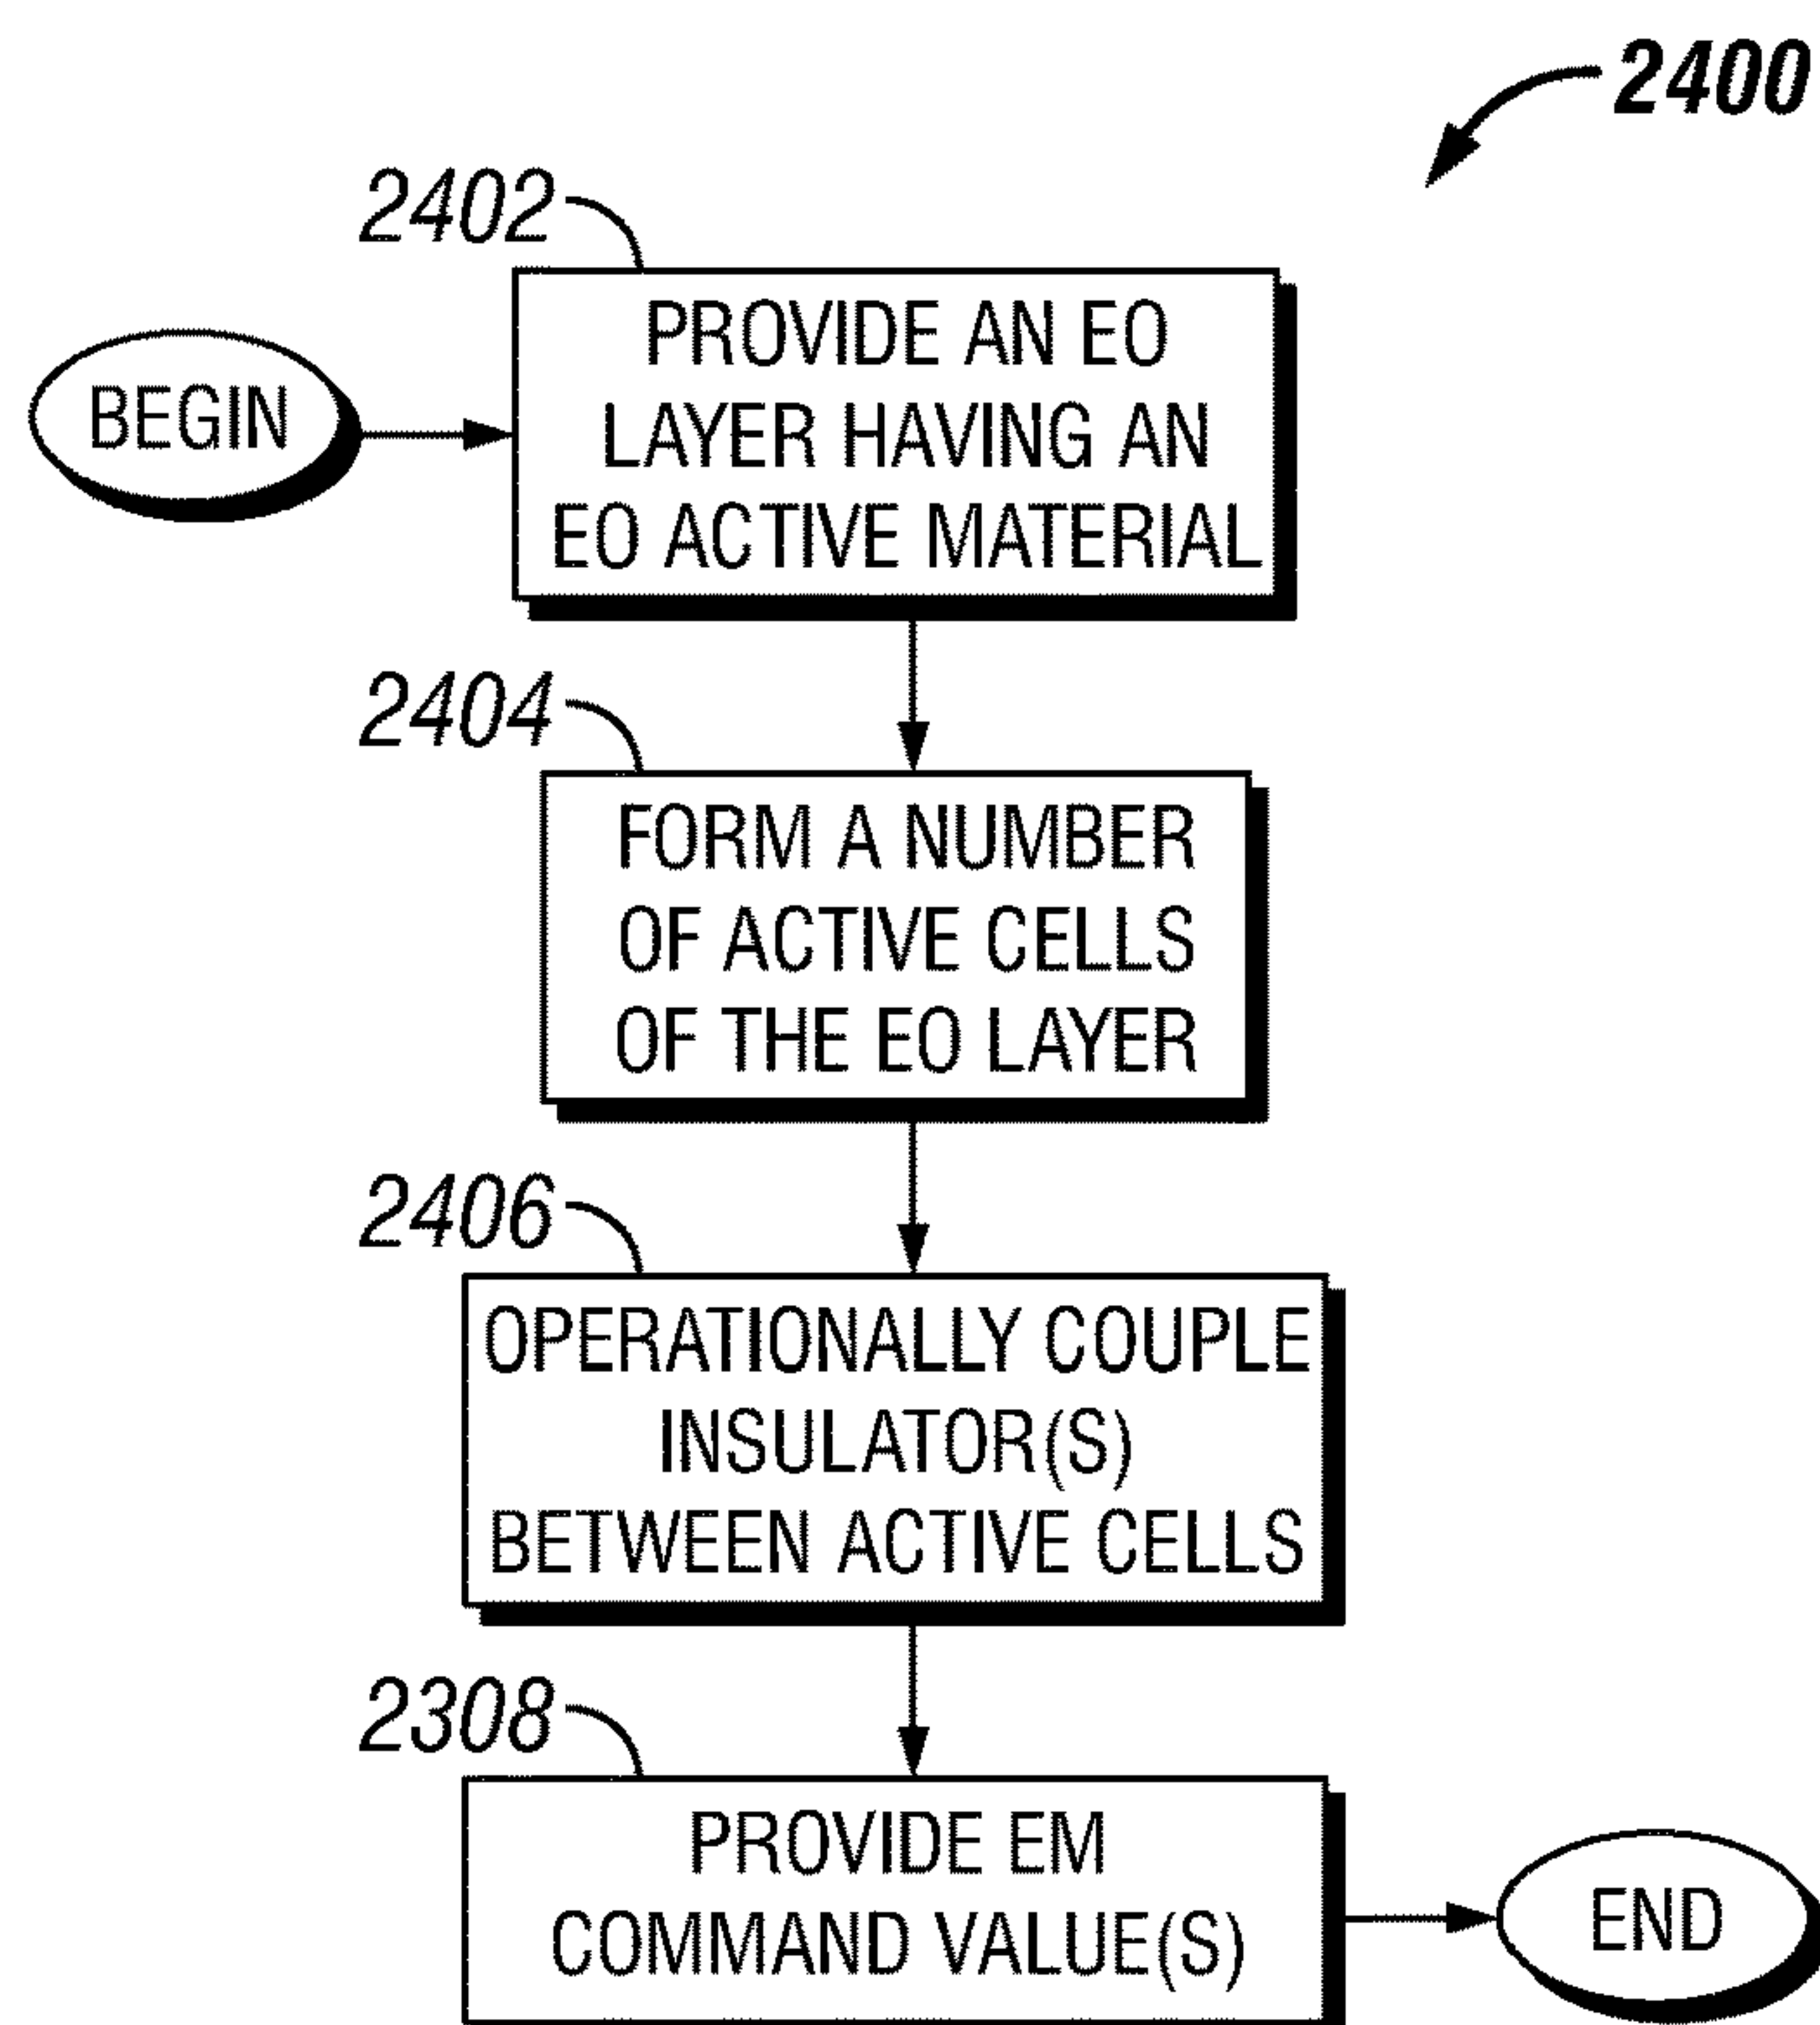 2400
2402
BEGIN
PROVIDE AN EO
LAYER HAVING AN
EO ACTIVE MATERIAL
2404
FORM A NUMBER
OF ACTIVE CELLS
OF THE EO LAYER
2406
OPERATIONALLY COUPLE
INSULATOR(S)
BETWEEN ACTIVE CELLS
2308
PROVIDE EM
COMMAND VALUE(S)
END